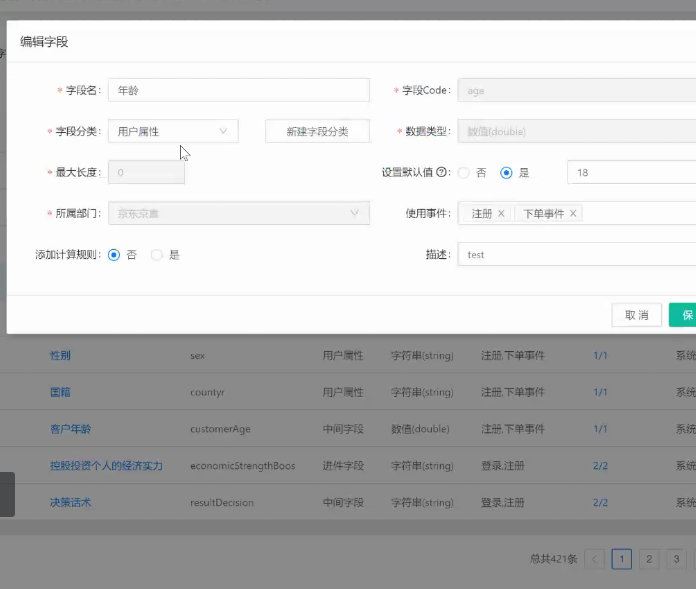 编辑字段
* 字段名: 年龄 * 字段Code: age
* 字段分类: 用户属性 新建字段分类 * 数据类型: 数值(double)
* 最大长度: 0 设置默认值 ? : 否 是 18
* 所属部门: 使用事件: 注册 × 下单事件 ×
添加计算规则: 否 是 描述: test
取 消 保
性别 sex 用户属性 字符串(string) 注册,下单事件 1/1 系统
国籍 countyr 用户属性 字符串(string) 注册,下单事件 1/1 系统
客户年龄 customerAge 中间字段 数值(double) 注册,下单事件 1/1 系统
控股投资个人的经济实力 economicStrengthBoos 进件字段 字符串(string) 登录,注册 2/2 系统
决策话术 resultDecision 中间字段 字符串(string) 登录,注册 2/2 系统
总共421条 < 1 2 3